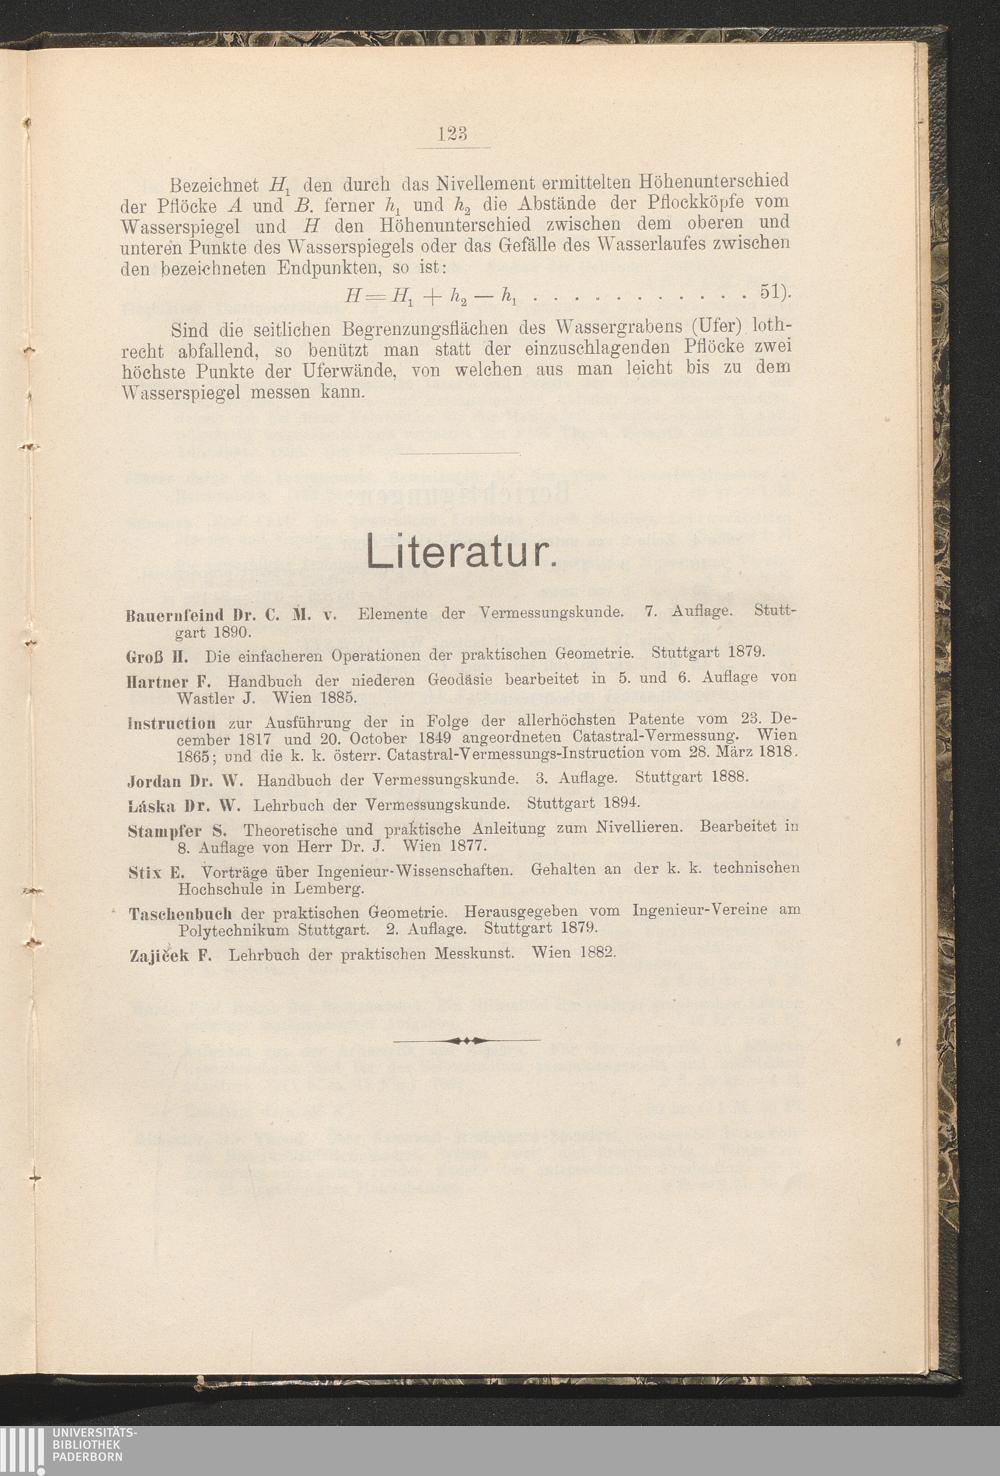 123
Bezeichnet H₁ den durch das Nivellement ermittelten Höhenunterschied
der Pflöcke A und B. ferner h₁ und h₂ die Abstände der Pflockköpfe vom
Wasserspiegel und H den Höhenunterschied zwischen dem oberen und
unteren Punkte des Wasserspiegels oder das Gefälle des Wasserlaufes zwischen
den bezeichneten Endpunkten, so ist:
H = H₁ + h₂ — h₁ . . . . . . . . . . . . 51).
Sind die seitlichen Begrenzungsflächen des Wassergrabens (Ufer) loth-
recht abfallend, so benützt man statt der einzuschlagenden Pflöcke zwei
höchste Punkte der Uferwände, von welchen aus man leicht bis zu dem
Wasserspiegel messen kann.
Literatur.
Bauernfeind Dr. C. M. v. Elemente der Vermessungskunde. 7. Auflage. Stutt-
gart 1890.
Groß H. Die einfacheren Operationen der praktischen Geometrie. Stuttgart 1879.
Hartner F. Handbuch der niederen Geodäsie bearbeitet in 5. und 6. Auflage von
Wastler J. Wien 1885.
Instruction zur Ausführung der in Folge der allerhöchsten Patente vom 23. De-
cember 1817 und 20. October 1849 angeordneten Catastral-Vermessung. Wien
1865; und die k. k. österr. Catastral-Vermessungs-Instruction vom 28. März 1818.
Jordan Dr. W. Handbuch der Vermessungskunde. 3. Auflage. Stuttgart 1888.
Láska Dr. W. Lehrbuch der Vermessungskunde. Stuttgart 1894.
Stampfer S. Theoretische und praktische Anleitung zum Nivellieren. Bearbeitet in
8. Auflage von Herr Dr. J. Wien 1877.
Stix E. Vorträge über Ingenieur-Wissenschaften. Gehalten an der k. k. technischen
Hochschule in Lemberg.
Taschenbuch der praktischen Geometrie. Herausgegeben vom Ingenieur-Vereine am
Polytechnikum Stuttgart. 2. Auflage. Stuttgart 1879.
Zajiček F. Lehrbuch der praktischen Messkunst. Wien 1882.
UNIVERSITÄTS-
BIBLIOTHEK
PADERBORN